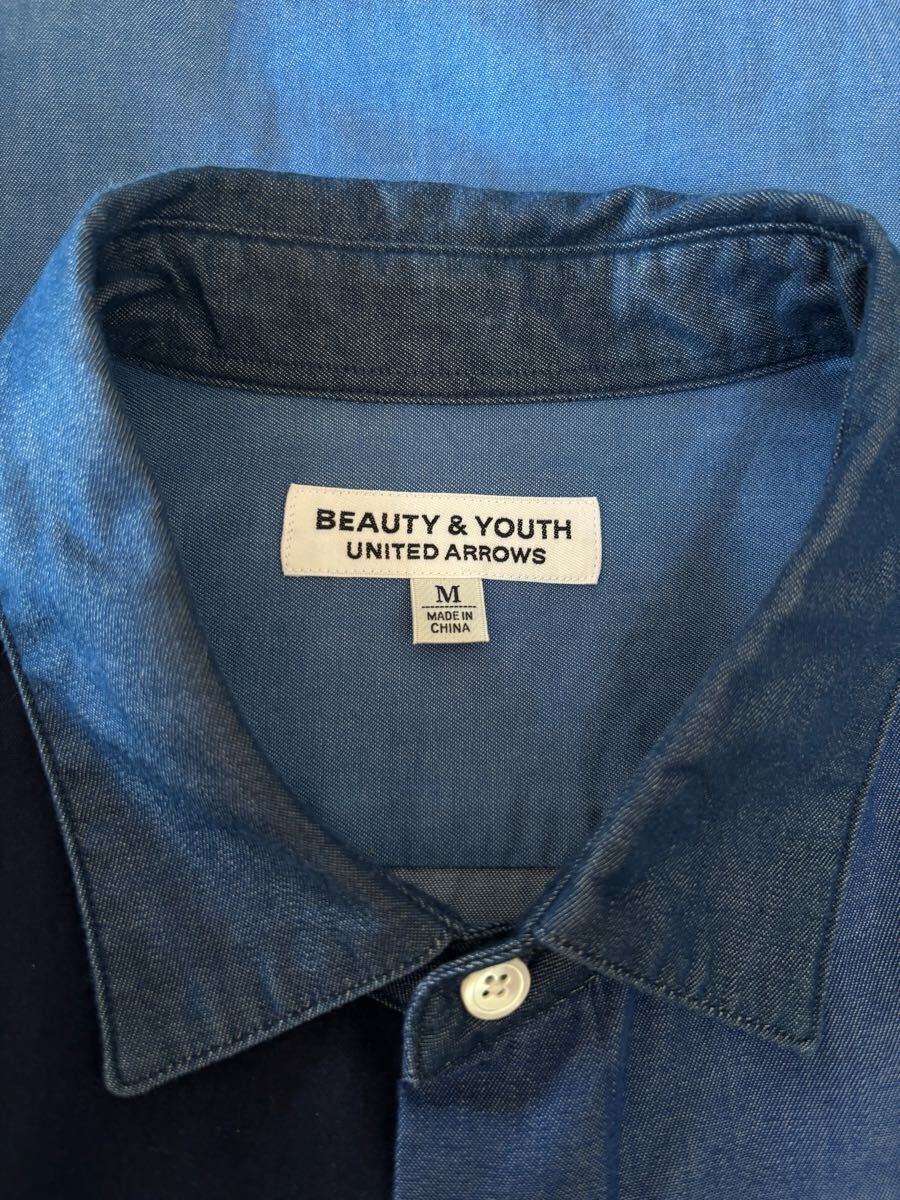 BEAUTY & YOUTH
UNITED ARROWS
M
MADE IN
CHINA